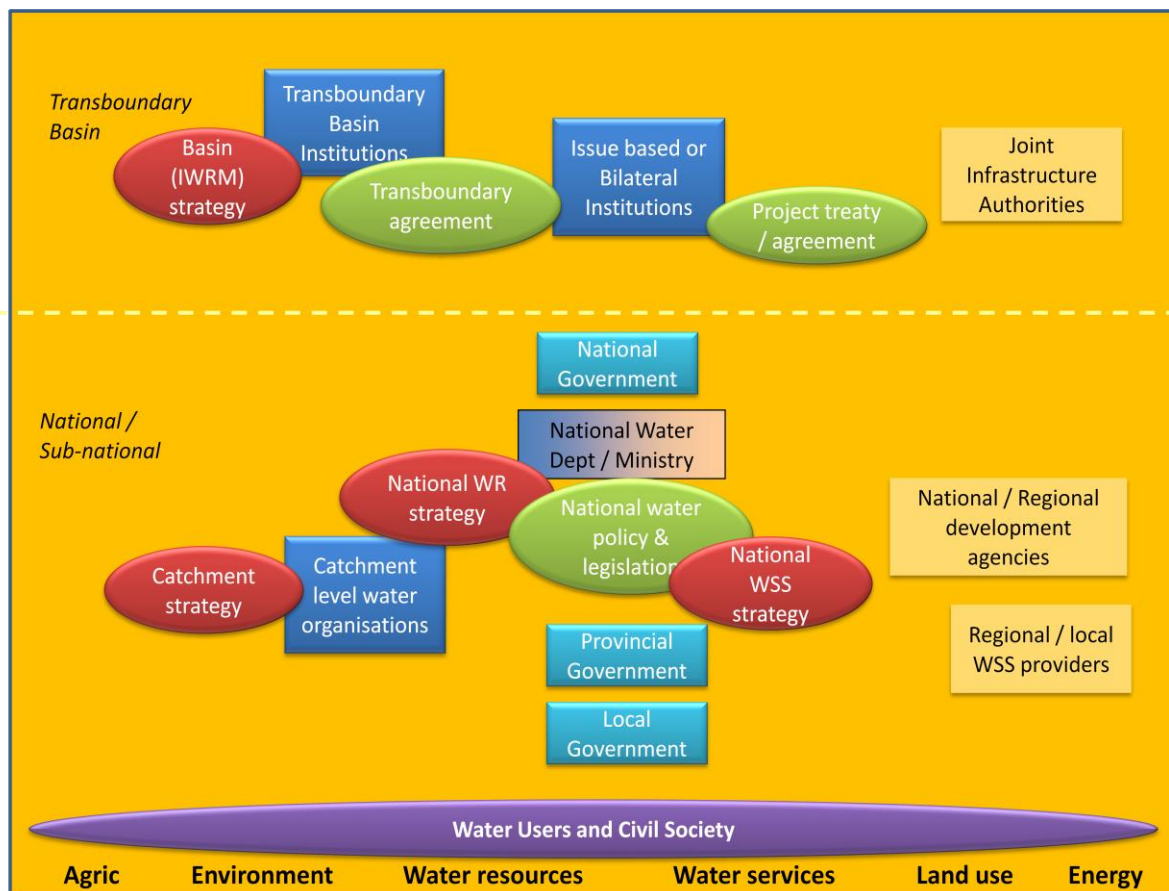 Transboundary
Basin
Basin
(IWRM)
strategy
Transboundary
Basin
Institutions
Transboundary
agreement
Issue based or
Bilateral
Institutions
Project treaty
/ agreement
Joint
Infrastructure
Authorities
National /
Sub-national
National
Government
National Water
Dept / Ministry
National WR
strategy
National water
policy &
legislation
National
WSS
strategy
Catchment
strategy
Catchment
level water
organisations
National / Regional
development
agencies
Provincial
Government
Regional / local
WSS providers
Local
Government
Water Users and Civil Society
Agric Environment Water resources Water services Land use Energy